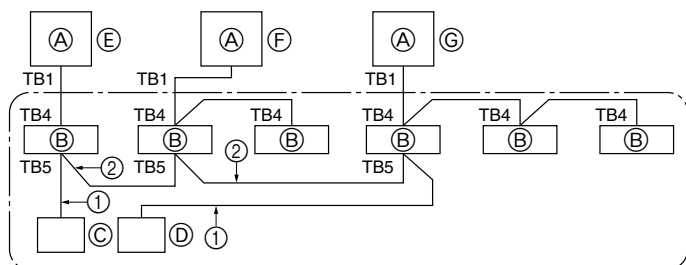 A E A F A G
TB1 TB1 TB1
TB4 TB4 TB4 TB4 TB4 TB4
B B B B B B
TB5 2 TB5 2 TB5
1 1
C D